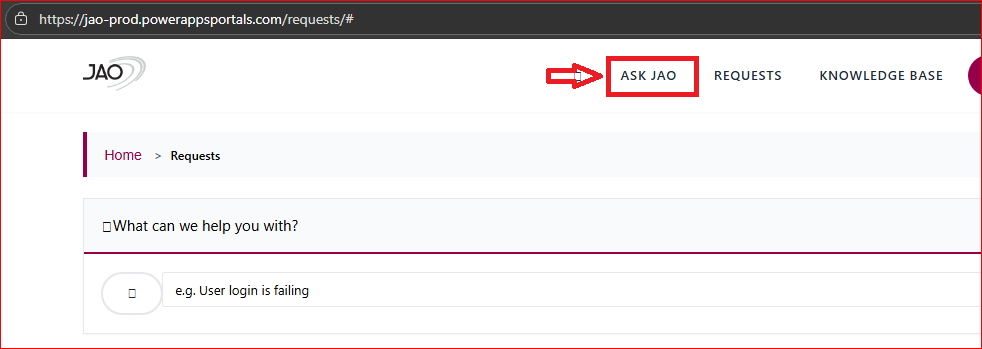 https://jao-prod.powerappsportals.com/requests/#
JAO
ASK JAO
REQUESTS
KNOWLEDGE BASE
Home > Requests
What can we help you with?
e.g. User login is failing